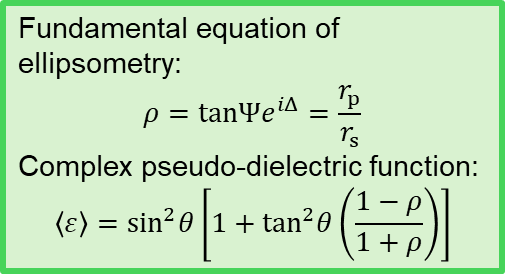 Fundamental equation of
ellipsometry:
ρ = tanΨe^{iΔ} = r_p / r_s
Complex pseudo-dielectric function:
⟨ε⟩ = sin²θ [1 + tan²θ ((1 − ρ) / (1 + ρ))]